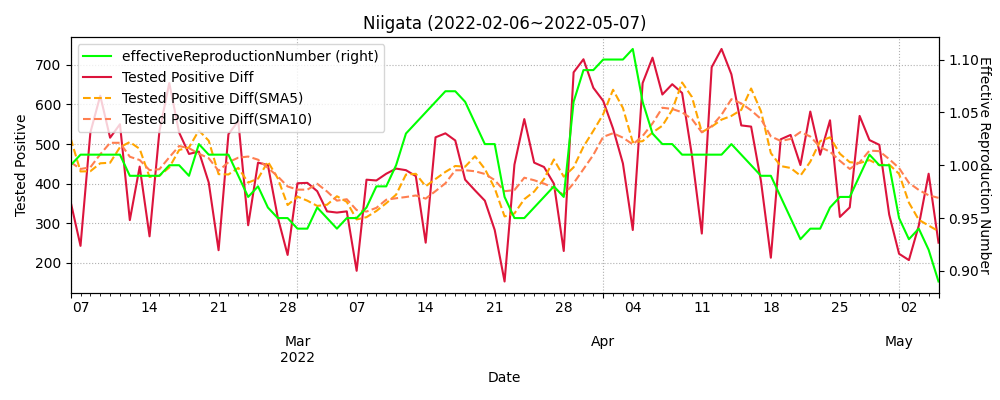 Niigata (2022-02-06~2022-05-07)
effectiveReproductionNumber (right)
Tested Positive Diff
Tested Positive Diff(SMA5)
Tested Positive Diff(SMA10)
Tested Positive
700
600
500
400
300
200
1.10
1.05
1.00
0.95
0.90
Effective Reproduction Number
07 14 21 28 07 14 21 28 04 11 18 25 02
Mar Apr May
2022
Date